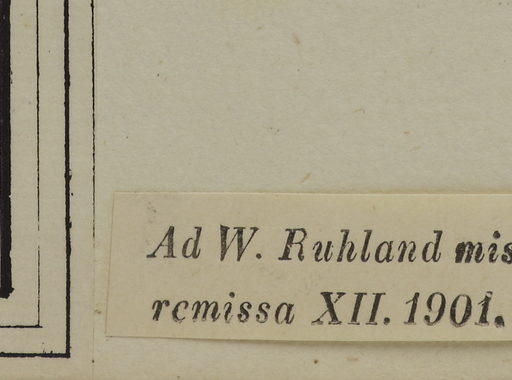 Ad W. Ruhland mis
remissa XII. 1901.